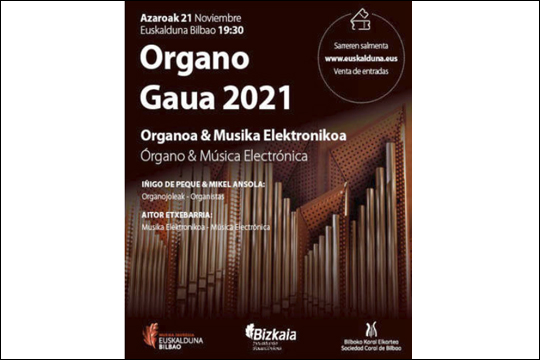 Azaroak 21 Noviembre
Euskalduna Bilbao 19:30
Sarreren salmenta
www.euskalduna.eus
Venta de entradas
Organo
Gaua 2021
Organoa & Musika Elektronikoa
Órgano & Música Electrónica
IÑIGO DE PEQUE & MIKEL ANSOLA:
Organojoleak - Organistas
AITOR ETXEBARRIA:
Musika Elektronikoa - Música Electrónica
EUSKALDUNA
BILBAO
Bizkaia
Bilboko Koral Elkartea
Sociedad Coral de Bilbao